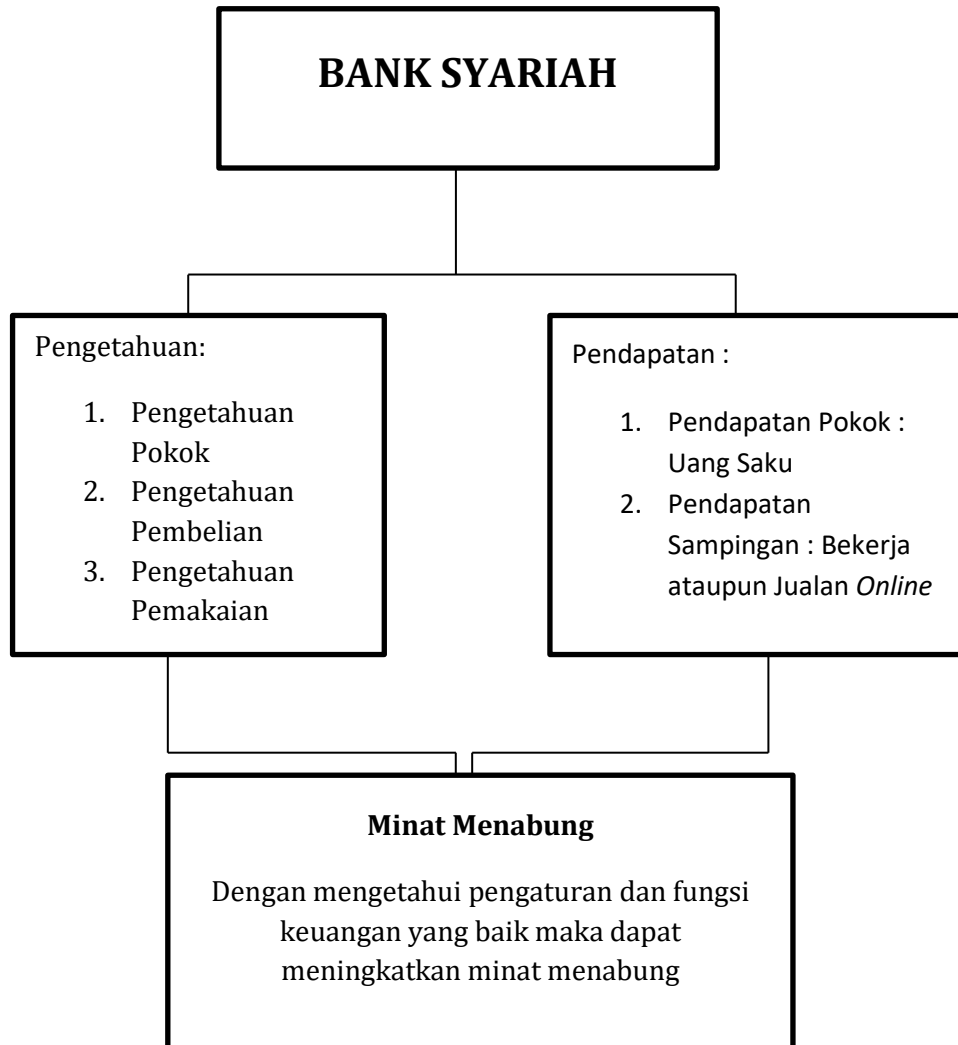 BANK SYARIAH
Pengetahuan:
1. Pengetahuan
Pokok
2. Pengetahuan
Pembelian
3. Pengetahuan
Pemakaian
Pendapatan :
1. Pendapatan Pokok :
Uang Saku
2. Pendapatan
Sampingan : Bekerja
ataupun Jualan Online
Minat Menabung
Dengan mengetahui pengaturan dan fungsi
keuangan yang baik maka dapat
meningkatkan minat menabung